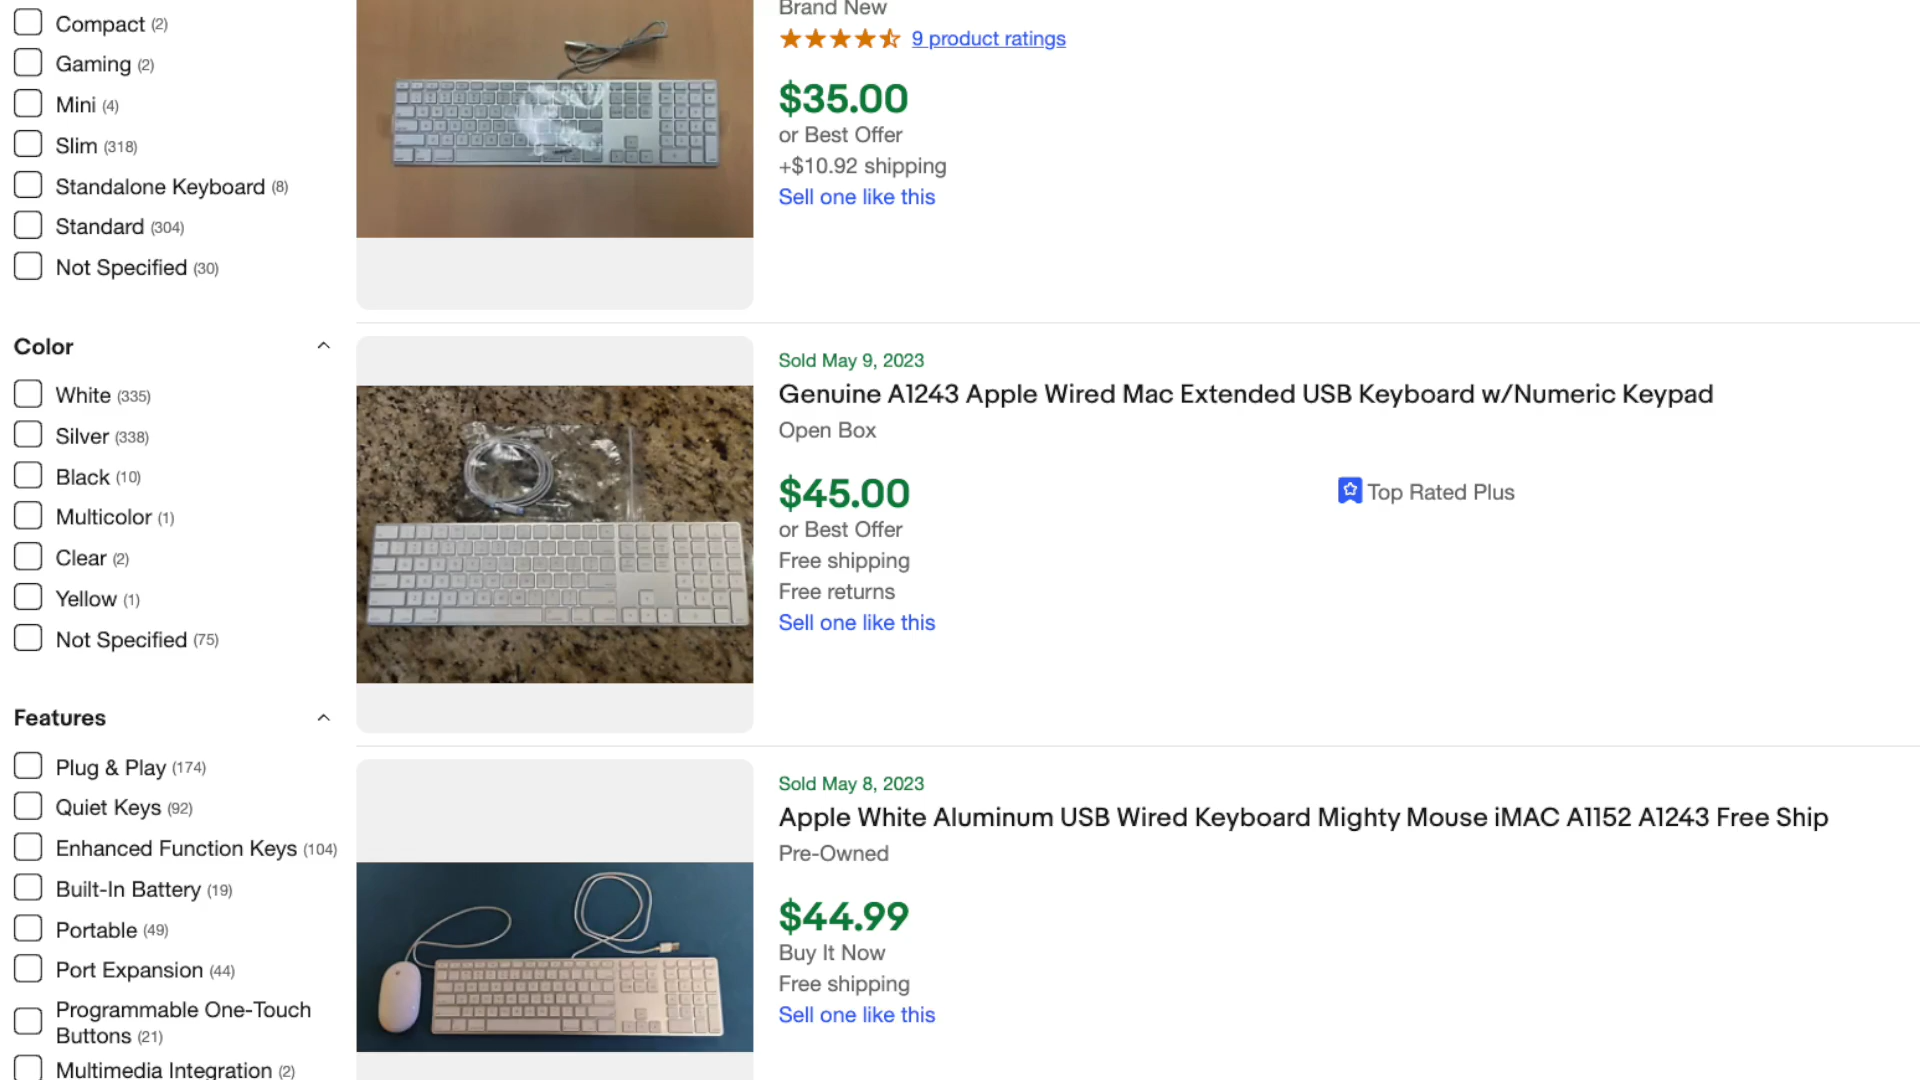 Compact (2)
Gaming (2)
Mini (4)
Slim (318)
Standalone Keyboard (8)
Standard (304)
Not Specified (30)
Color
White (335)
Silver (338)
Black (10)
Multicolor (1)
Clear (2)
Yellow (1)
Not Specified (75)
Features
Plug & Play (174)
Quiet Keys (92)
Enhanced Function Keys (104)
Built-In Battery (19)
Portable (49)
Port Expansion (44)
Programmable One-Touch
Buttons (21)
Multimedia Integration (2)
Brand New
9 product ratings
$35.00
or Best Offer
+$10.92 shipping
Sell one like this
Sold May 9, 2023
Genuine A1243 Apple Wired Mac Extended USB Keyboard w/Numeric Keypad
Open Box
$45.00
or Best Offer
Free shipping
Free returns
Sell one like this
Top Rated Plus
Sold May 8, 2023
Apple White Aluminum USB Wired Keyboard Mighty Mouse iMAC A1152 A1243 Free Ship
Pre-Owned
$44.99
Buy It Now
Free shipping
Sell one like this